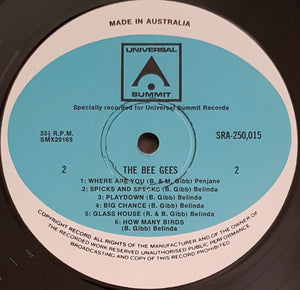 MADE IN AUSTRALIA
UNIVERSAL
SUMMIT
Specially recorded for Universal Summit Records
33⅓ R.P.M.
SMX29165
SRA-250,015
2 THE BEE GEES 2
1: WHERE ARE YOU (B. & M. Gibb) Penjane
2: SPICKS AND SPECKS (B. Gibb) Belinda
3: PLAYDOWN (B. Gibb) Belinda
4: BIG CHANCE (B. Gibb) Belinda
5: GLASS HOUSE (R. & B. Gibb) Belinda
6: HOW MANY BIRDS
(B. Gibb) Belinda
ALL RIGHTS OF THE MANUFACTURER AND OF THE OWNER OF
THE RECORDED WORK RESERVED UNAUTHORISED PUBLIC PERFORMANCE
BROADCASTING AND COPY OF THIS RECORD PROHIBITED